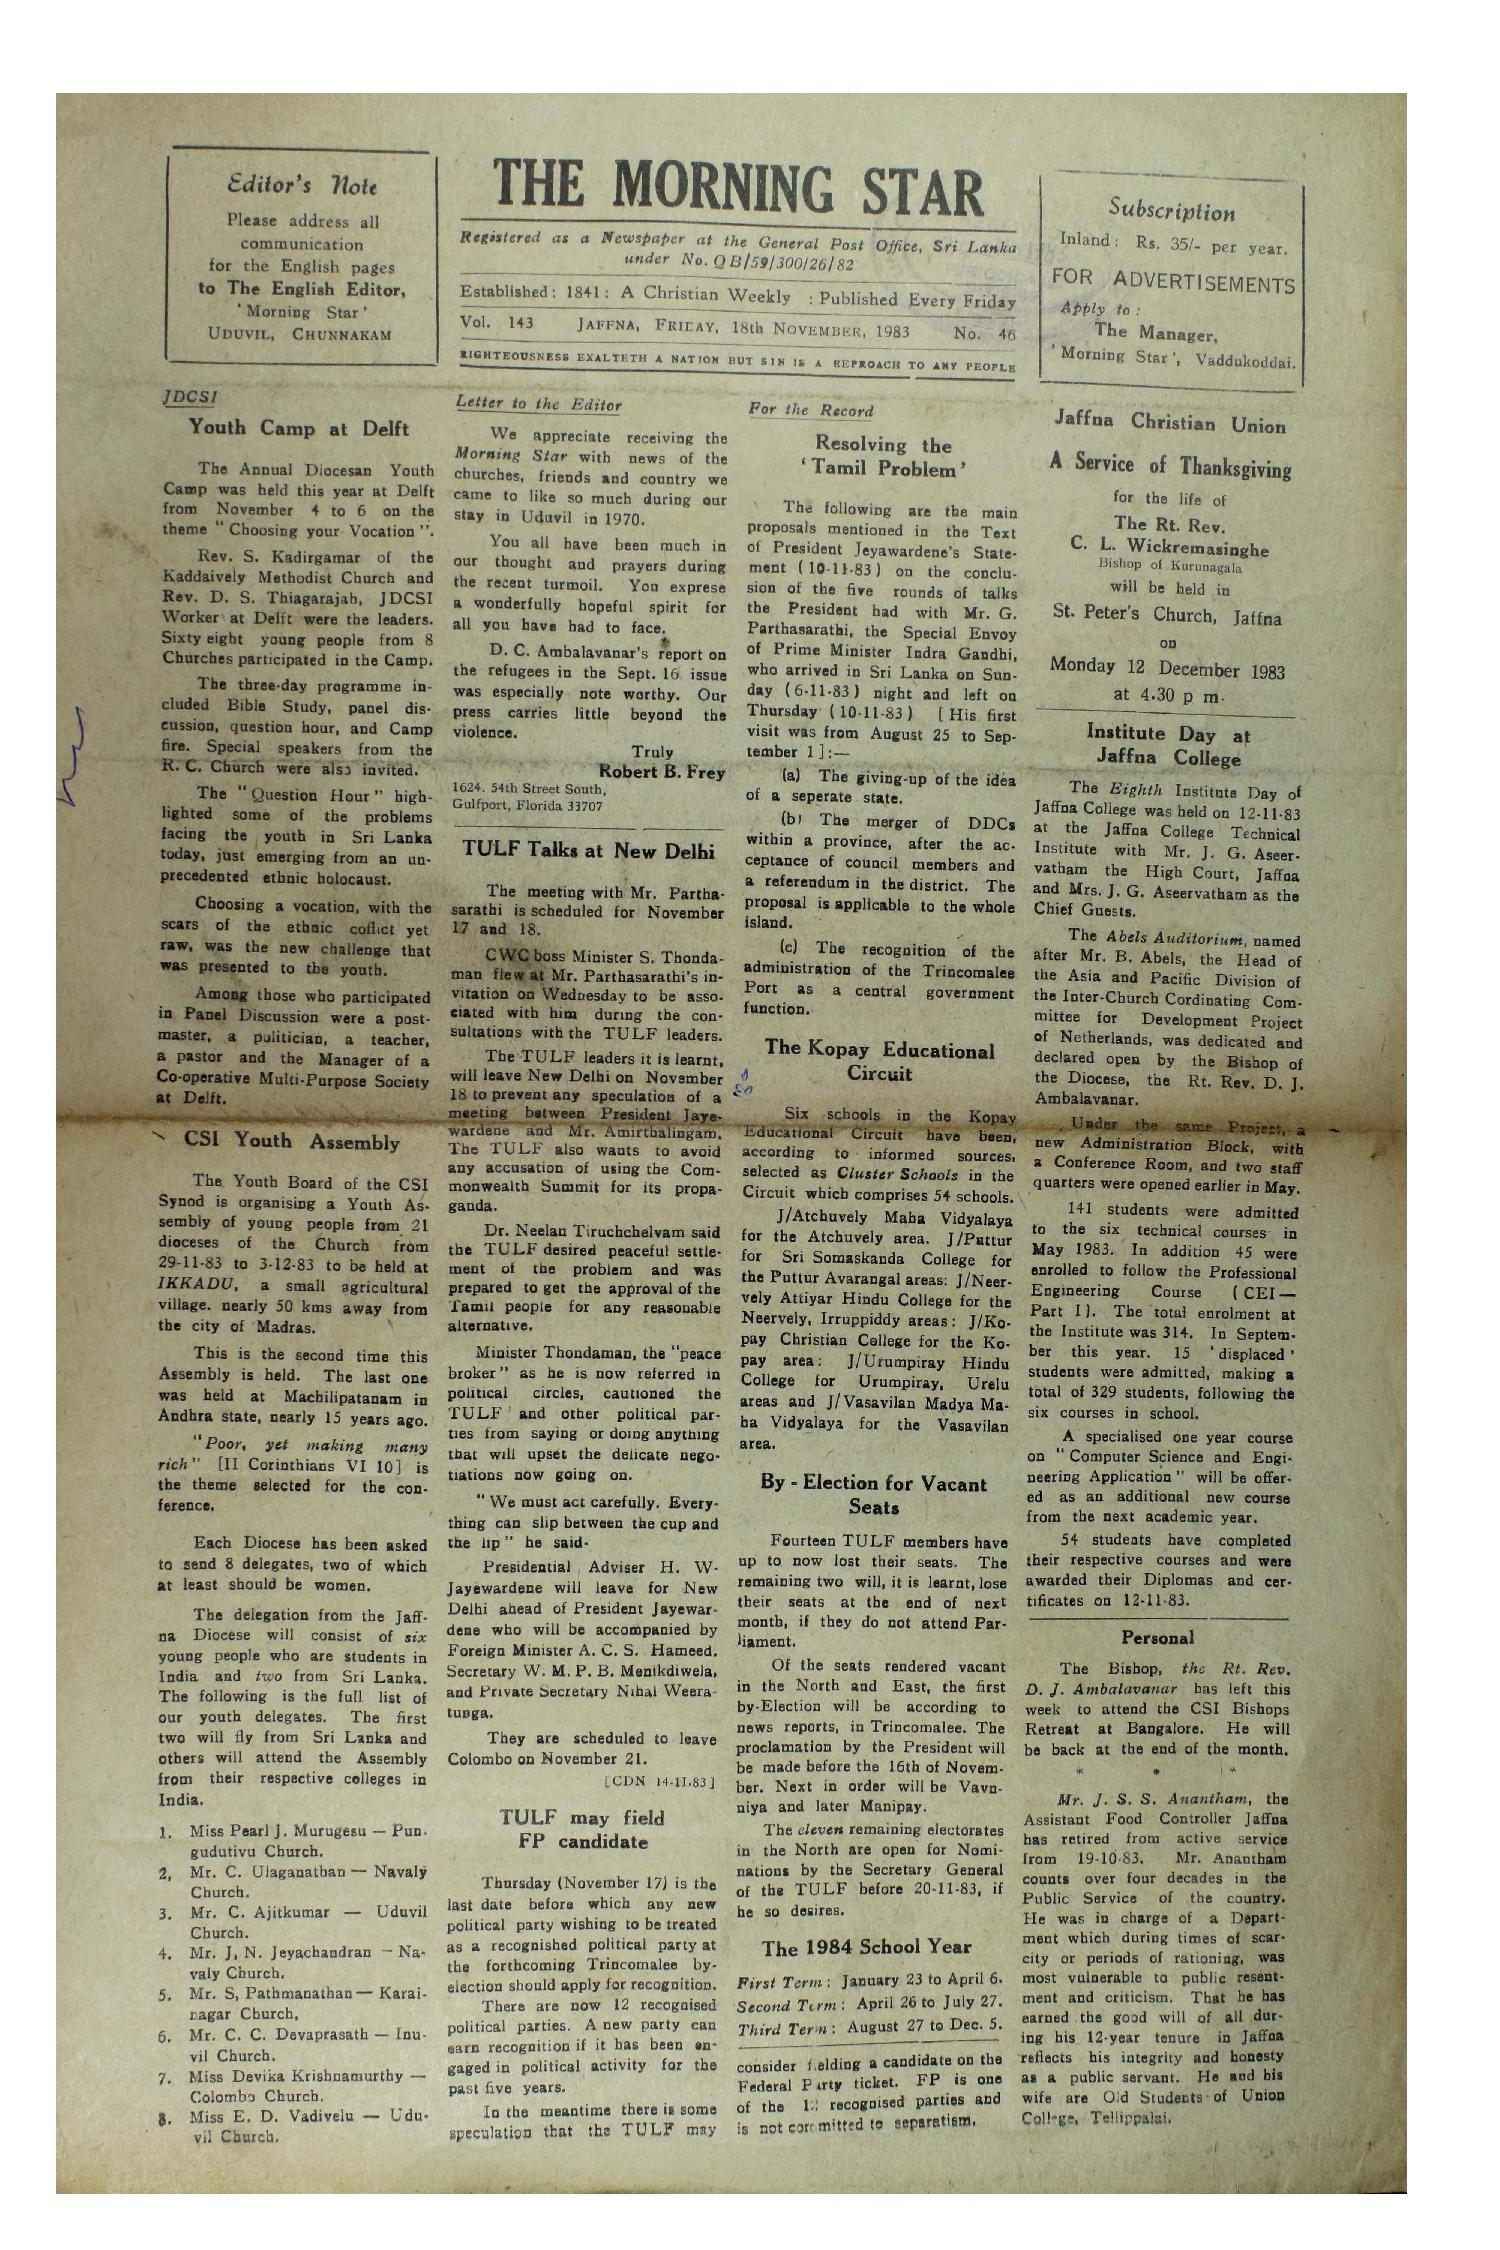 Editor's Note
Please address all
communication
for the English pages
to The English Editor,
' Morning Star '
UDUVIL, CHUNNAKAM
THE MORNING STAR
Registered as a Newspaper at the General Post Office, Sri Lanka
under No. QB/59/300/26/82
Established: 1841: A Christian Weekly : Published Every Friday
Vol. 143 JAFFNA, FRIDAY, 18th NOVEMBER, 1983 No. 46
RIGHTEOUSNESS EXALTETH A NATION BUT SIN IS A REPROACH TO ANY PEOPLE
Subscription
Inland: Rs. 35/- per year.
FOR ADVERTISEMENTS
Apply to:
The Manager,
' Morning Star', Vaddukoddai.
JDCSI
Youth Camp at Delft
The Annual Diocesan Youth
Camp was held this year at Delft
from November 4 to 6 on the
theme " Choosing your Vocation ".
Rev. S. Kadirgamar of the
Kaddaively Methodist Church and
Rev. D. S. Thiagarajah, JDCSI
Worker at Delft were the leaders.
Sixty eight young people from 8
Churches participated in the Camp.
The three-day programme in-
cluded Bible Study, panel dis-
cussion, question hour, and Camp
fire. Special speakers from the
R. C. Church were also invited.
The "Question Hour" high-
lighted some of the problems
facing the youth in Sri Lanka
today, just emerging from an un-
precedented ethnic holocaust.
Choosing a vocation, with the
scars of the ethnic coflict yet
raw, was the new challenge that
was presented to the youth.
Among those who participated
in Panel Discussion were a post-
master, a politician, a teacher,
a pastor and the Manager of a
Co-operative Multi-Purpose Society
at Delft.
CSI Youth Assembly
The Youth Board of the CSI
Synod is organising a Youth As-
sembly of young people from 21
dioceses of the Church from
29-11-83 to 3-12-83 to be held at
IKKADU, a small agricultural
village. nearly 50 kms away from
the city of Madras.
This is the second time this
Assembly is held. The last one
was held at Machilipatanam in
Andhra state, nearly 15 years ago.
"Poor, yet making many
rich" [II Corinthians VI 10] is
the theme selected for the con-
ference.
Each Diocese has been asked
to send 8 delegates, two of which
at least should be women.
The delegation from the Jaff-
na Diocese will consist of six
young people who are students in
India and two from Sri Lanka.
The following is the full list of
our youth delegates. The first
two will fly from Sri Lanka and
others will attend the Assembly
from their respective colleges in
India.
1. Miss Pearl J. Murugesu — Pun-
gudutivu Church.
2, Mr. C. Ulaganathan — Navaly
Church.
3. Mr. C. Ajitkumar — Uduvil
Church.
4. Mr. J, N. Jeyachandran — Na-
valy Church.
5. Mr. S, Pathmanathan — Karai-
nagar Church,
6. Mr. C. C. Devaprasath — Inu-
vil Church.
7. Miss Devika Krishnamurthy —
Colombo Church.
8. Miss E. D. Vadivelu — Udu-
vil Church.
Letter to the Editor
We appreciate receiving the
Morning Star with news of the
churches, friends and country we
came to like so much during our
stay in Uduvil in 1970.
You all have been much in
our thought and prayers during
the recent turmoil. You exprese
a wonderfully hopeful spirit for
all you have had to face.
D. C. Ambalavanar's report on
the refugees in the Sept. 16 issue
was especially note worthy. Our
press carries little beyond the
violence.
Truly
Robert B. Frey
1624. 54th Street South,
Gulfport, Florida 33707
TULF Talks at New Delhi
The meeting with Mr. Partha-
sarathi is scheduled for November
17 and 18.
CWC boss Minister S. Thonda-
man flew at Mr. Parthasarathi's in-
vitation on Wednesday to be asso-
ciated with him during the con-
sultations with the TULF leaders.
The TULF leaders it is learnt,
will leave New Delhi on November
18 to prevent any speculation of a
meeting between President Jaye-
wardene and Mr. Amirthalingam.
The TULF also wants to avoid
any accusation of using the Com-
monwealth Summit for its propa-
ganda.
Dr. Neelan Tiruchchelvam said
the TULF desired peaceful settle-
ment of the problem and was
prepared to get the approval of the
Tamil people for any reasonable
alternative.
Minister Thondaman, the "peace
broker" as he is now referred in
political circles, cautioned the
TULF and other political par-
ties from saying or doing anything
that will upset the delicate nego-
tiations now going on.
"We must act carefully. Every-
thing can slip between the cup and
the lip" he said-
Presidential Adviser H. W-
Jayewardene will leave for New
Delhi ahead of President Jayewar-
dene who will be accompanied by
Foreign Minister A. C. S. Hameed.
Secretary W. M. P. B. Menikdiwela,
and Private Secretary Nihal Weera-
tunga.
They are scheduled to leave
Colombo on November 21.
[CDN 14-11-83]
TULF may field
FP candidate
Thursday (November 17) is the
last date before which any new
political party wishing to be treated
as a recognished political party at
the forthcoming Trincomalee by-
election should apply for recognition.
There are now 12 recognised
political parties. A new party can
earn recognition if it has been en-
gaged in political activity for the
past five years.
In the meantime there is some
speculation that the TULF may
For the Record
Resolving the
' Tamil Problem '
The following are the main
proposals mentioned in the Text
of President Jeyawardene's State-
ment (10-11-83) on the conclu-
sion of the five rounds of talks
the President had with Mr. G.
Parthasarathi, the Special Envoy
of Prime Minister Indra Gandhi,
who arrived in Sri Lanka on Sun-
day (6-11-83) night and left on
Thursday (10-11-83) [His first
visit was from August 25 to Sep-
tember 1]:—
(a) The giving-up of the idea
of a seperate state.
(b) The merger of DDCs
within a province, after the ac-
ceptance of council members and
a referendum in the district. The
proposal is applicable to the whole
island.
(c) The recognition of the
administration of the Trincomalee
Port as a central government
function.
The Kopay Educational
Circuit
Six schools in the Kopay
Educational Circuit have been,
according to informed sources,
selected as Cluster Schools in the
Circuit which comprises 54 schools.
J/Atchuvely Maha Vidyalaya
for the Atchuvely area. J/Puttur
for Sri Somaskanda College for
the Puttur Avarangal areas: J/Neer-
vely Attiyar Hindu College for the
Neervely, Irruppiddy areas: J/Ko-
pay Christian College for the Ko-
pay area: J/Urumpiray Hindu
College for Urumpiray, Urelu
areas and J/Vasavilan Madya Ma-
ha Vidyalaya for the Vasavilan
area.
By - Election for Vacant
Seats
Fourteen TULF members have
up to now lost their seats. The
remaining two will, it is learnt, lose
their seats at the end of next
month, if they do not attend Par-
liament.
Of the seats rendered vacant
in the North and East, the first
by-Election will be according to
news reports, in Trincomalee. The
proclamation by the President will
be made before the 16th of Novem-
ber. Next in order will be Vavu-
niya and later Manipay.
The eleven remaining electorates
in the North are open for Nomi-
nations by the Secretary General
of the TULF before 20-11-83, if
he so desires.
The 1984 School Year
First Term: January 23 to April 6.
Second Term: April 26 to July 27.
Third Term: August 27 to Dec. 5.
consider fielding a candidate on the
Federal Party ticket. FP is one
of the 12 recognised parties and
is not committed to separatism.
Jaffna Christian Union
A Service of Thanksgiving
for the life of
The Rt. Rev.
C. L. Wickremasinghe
Bishop of Kurunagala
will be held in
St. Peter's Church, Jaffna
on
Monday 12 December 1983
at 4.30 p m.
Institute Day at
Jaffna College
The Eighth Institute Day of
Jaffna College was held on 12-11-83
at the Jaffna College Technical
Institute with Mr. J. G. Aseer-
vatham the High Court, Jaffna
and Mrs. J. G. Aseervatham as the
Chief Guests.
The Abels Auditorium, named
after Mr. B. Abels, the Head of
the Asia and Pacific Division of
the Inter-Church Cordinating Com-
mittee for Development Project
of Netherlands, was dedicated and
declared open by the Bishop of
the Diocese, the Rt. Rev. D. J.
Ambalavanar.
Under the same Project, a
new Administration Block, with
a Conference Room, and two staff
quarters were opened earlier in May.
141 students were admitted
to the six technical courses in
May 1983. In addition 45 were
enrolled to follow the Professional
Engineering Course (CEI—
Part I). The total enrolment at
the Institute was 314. In Septem-
ber this year. 15 'displaced'
students were admitted, making a
total of 329 students, following the
six courses in school.
A specialised one year course
on " Computer Science and Engi-
neering Application " will be offer-
ed as an additional new course
from the next academic year.
54 students have completed
their respective courses and were
awarded their Diplomas and cer-
tificates on 12-11-83.
Personal
The Bishop, the Rt. Rev.
D. J. Ambalavanar has left this
week to attend the CSI Bishops
Retreat at Bangalore. He will
be back at the end of the month.
* * *
Mr. J. S. S. Anantham, the
Assistant Food Controller Jaffna
has retired from active service
from 19-10-83. Mr. Anantham
counts over four decades in the
Public Service of the country.
He was in charge of a Depart-
ment which during times of scar-
city or periods of rationing, was
most vulnerable to public resent-
ment and criticism. That he has
earned the good will of all dur-
ing his 12-year tenure in Jaffna
reflects his integrity and honesty
as a public servant. He and his
wife are Old Students of Union
College, Tellippalai.